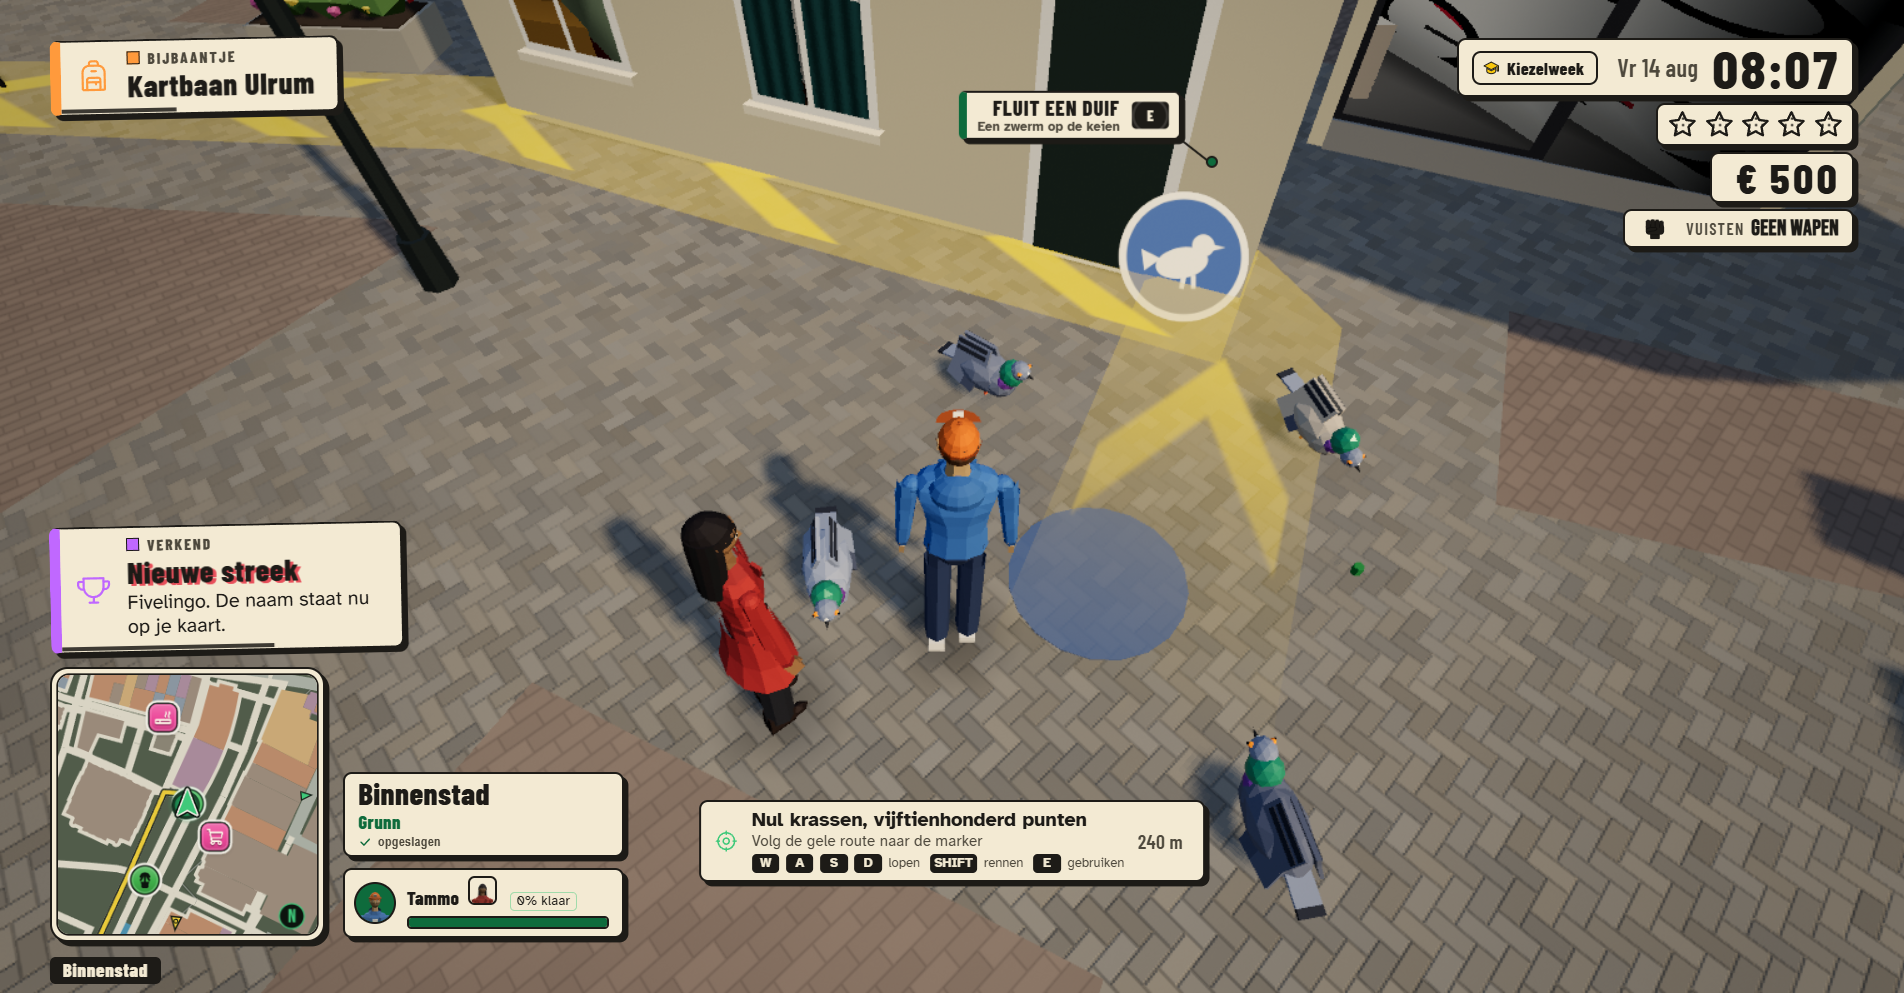 BIJBAANTJE
Kartbaan Ulrum
FLUIT EEN DUIF E
Een zwerm op de keien
Kiezelweek Vr 14 aug 08:07
€ 500
VUISTEN GEEN WAPEN
VERKEND
Nieuwe streek
Fivelingo. De naam staat nu
op je kaart.
N
Binnenstad
Grunn
opgeslagen
Tammo 0% klaar
Nul krassen, vijftienhonderd punten
Volg de gele route naar de marker
240 m
W A S D lopen SHIFT rennen E gebruiken
Binnenstad